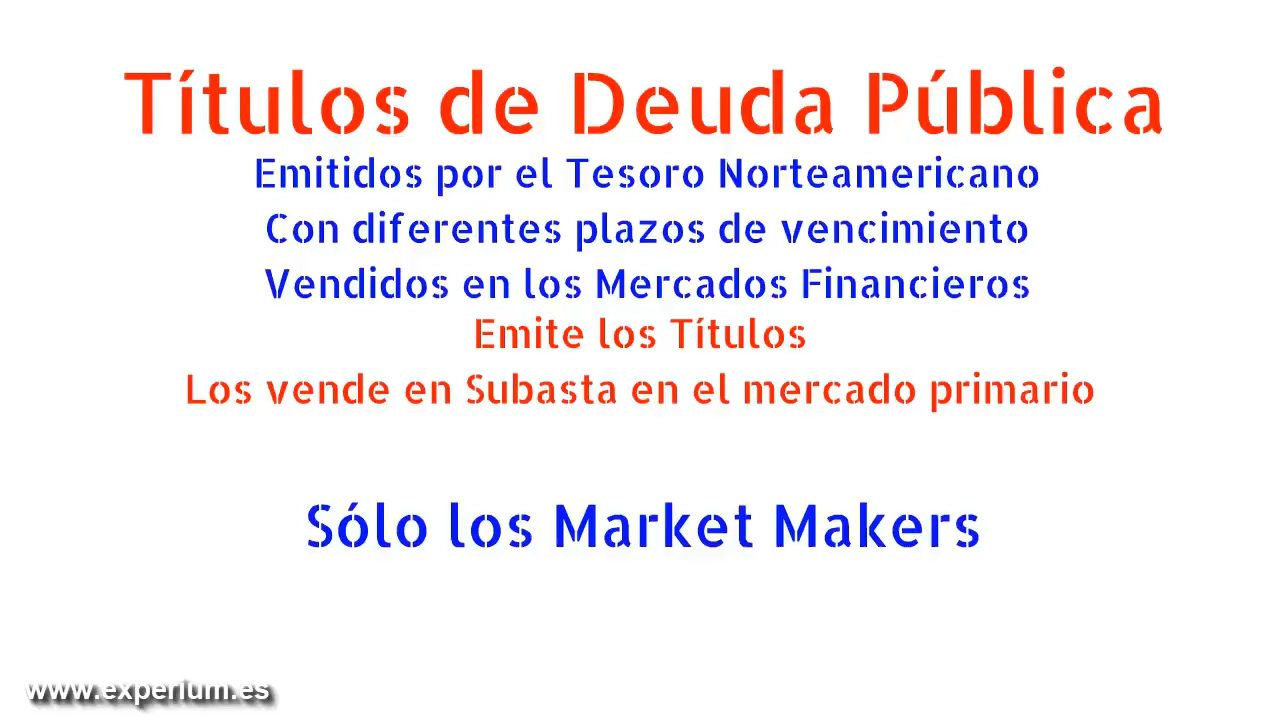 Títulos de Deuda Pública
Emitidos por el Tesoro Norteamericano
Con diferentes plazos de vencimiento
Vendidos en los Mercados Financieros
Emite los Títulos
Los vende en Subasta en el mercado primario
Sólo los Market Makers
www.experium.es